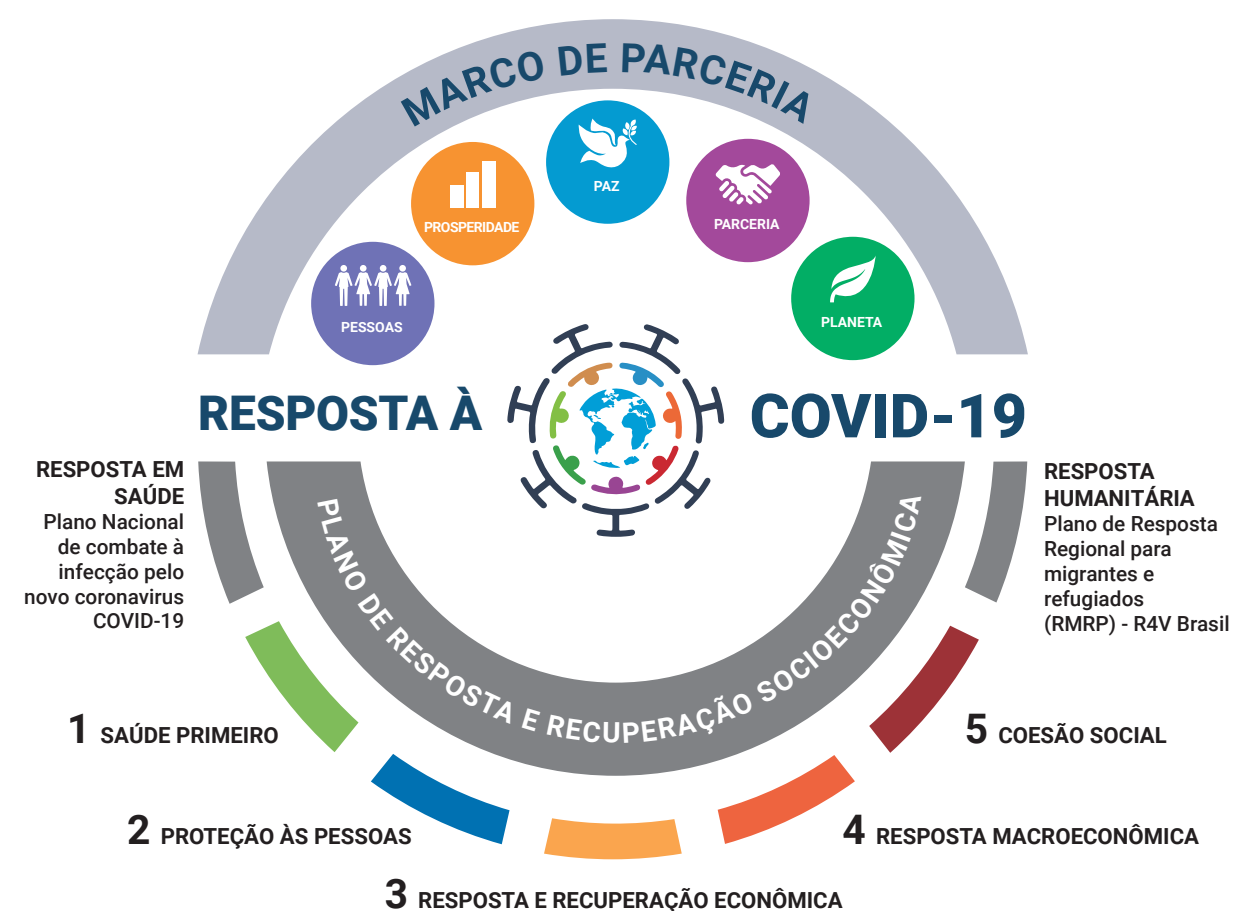 MARCO DE PARCERIA
PAZ
PROSPERIDADE
PARCERIA
PESSOAS
PLANETA
RESPOSTA À
COVID-19
RESPOSTA EM
SAÚDE
Plano Nacional
de combate à
infecção pelo
novo coronavirus
COVID-19
RESPOSTA
HUMANITÁRIA
Plano de Resposta
Regional para
migrantes e
refugiados
(RMRP) - R4V Brasil
PLANO DE RESPOSTA E RECUPERAÇÃO SOCIOECONÔMICA
1 SAÚDE PRIMEIRO
2 PROTEÇÃO ÀS PESSOAS
3 RESPOSTA E RECUPERAÇÃO ECONÔMICA
4 RESPOSTA MACROECONÔMICA
5 COESÃO SOCIAL